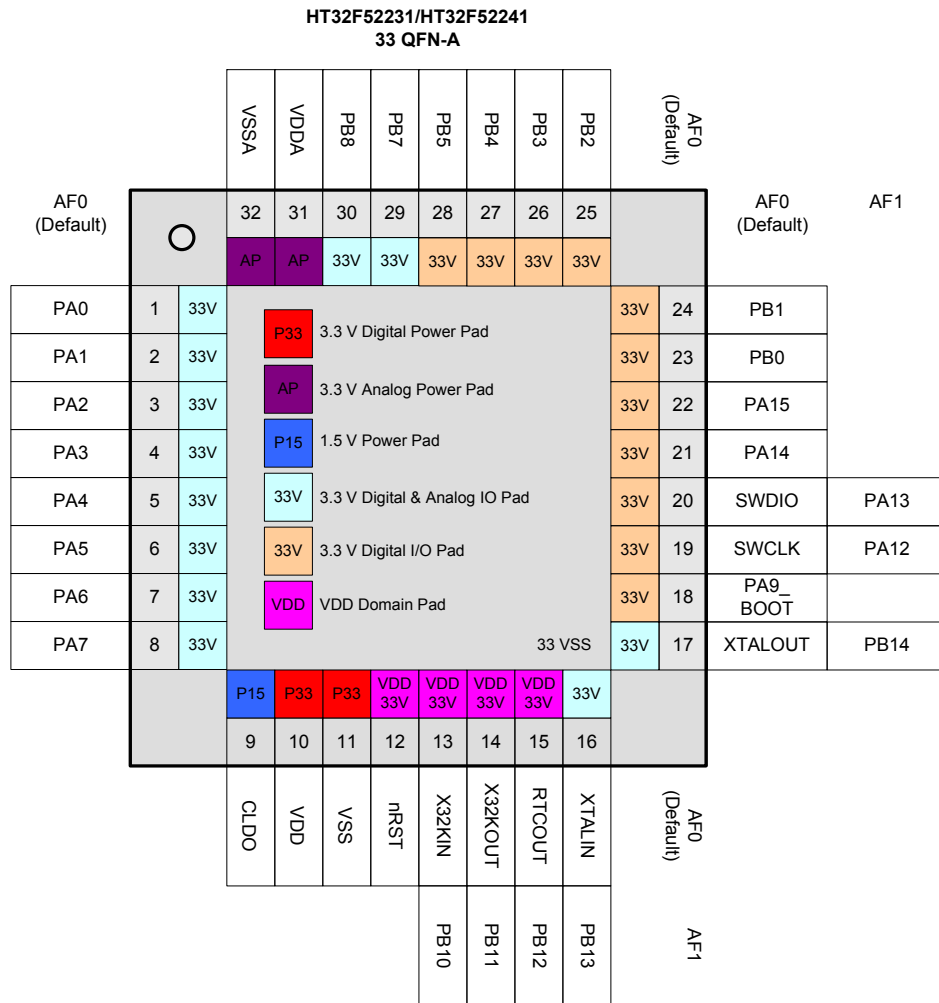 HT32F52231/HT32F52241
33 QFN-A
VSSA
VDDA
PB8
PB7
PB5
PB4
PB3
PB2
AF0
(Default)
AF0
(Default)
32
31
30
29
28
27
26
25
AF0
(Default)
AF1
AP
AP
33V
33V
33V
33V
33V
33V
PA0 1 33V
33V 24 PB1
PA1 2 33V
33V 23 PB0
PA2 3 33V
33V 22 PA15
PA3 4 33V
33V 21 PA14
PA4 5 33V
33V 20 SWDIO PA13
PA5 6 33V
33V 19 SWCLK PA12
PA6 7 33V
33V 18 PA9_
BOOT
PA7 8 33V
33V 17 XTALOUT PB14
P33 3.3 V Digital Power Pad
AP 3.3 V Analog Power Pad
P15 1.5 V Power Pad
33V 3.3 V Digital & Analog IO Pad
33V 3.3 V Digital I/O Pad
VDD VDD Domain Pad
33 VSS
P15
P33
P33
VDD
33V
VDD
33V
VDD
33V
VDD
33V
33V
9
10
11
12
13
14
15
16
CLDO
VDD
VSS
nRST
X32KIN
X32KOUT
RTCOUT
XTALIN
AF0
(Default)
PB10
PB11
PB12
PB13
AF1